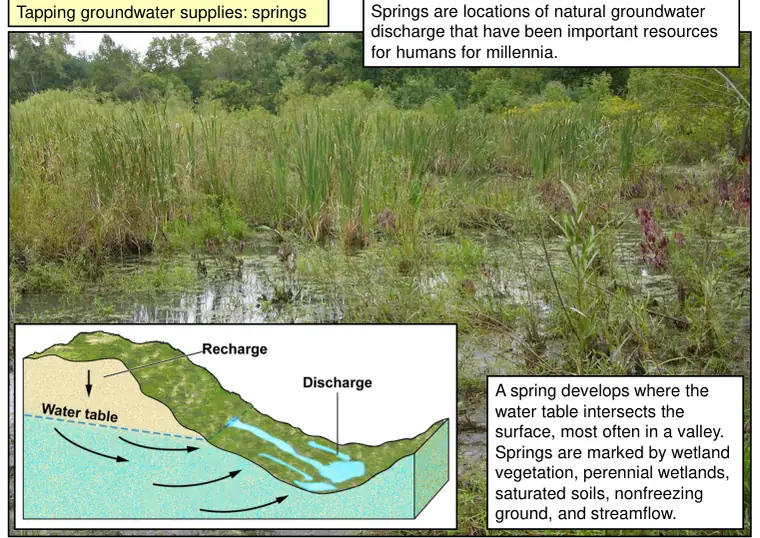 Tapping groundwater supplies: springs
Springs are locations of natural groundwater
discharge that have been important resources
for humans for millennia.
Recharge
Discharge
Water table
A spring develops where the
water table intersects the
surface, most often in a valley.
Springs are marked by wetland
vegetation, perennial wetlands,
saturated soils, nonfreezing
ground, and streamflow.